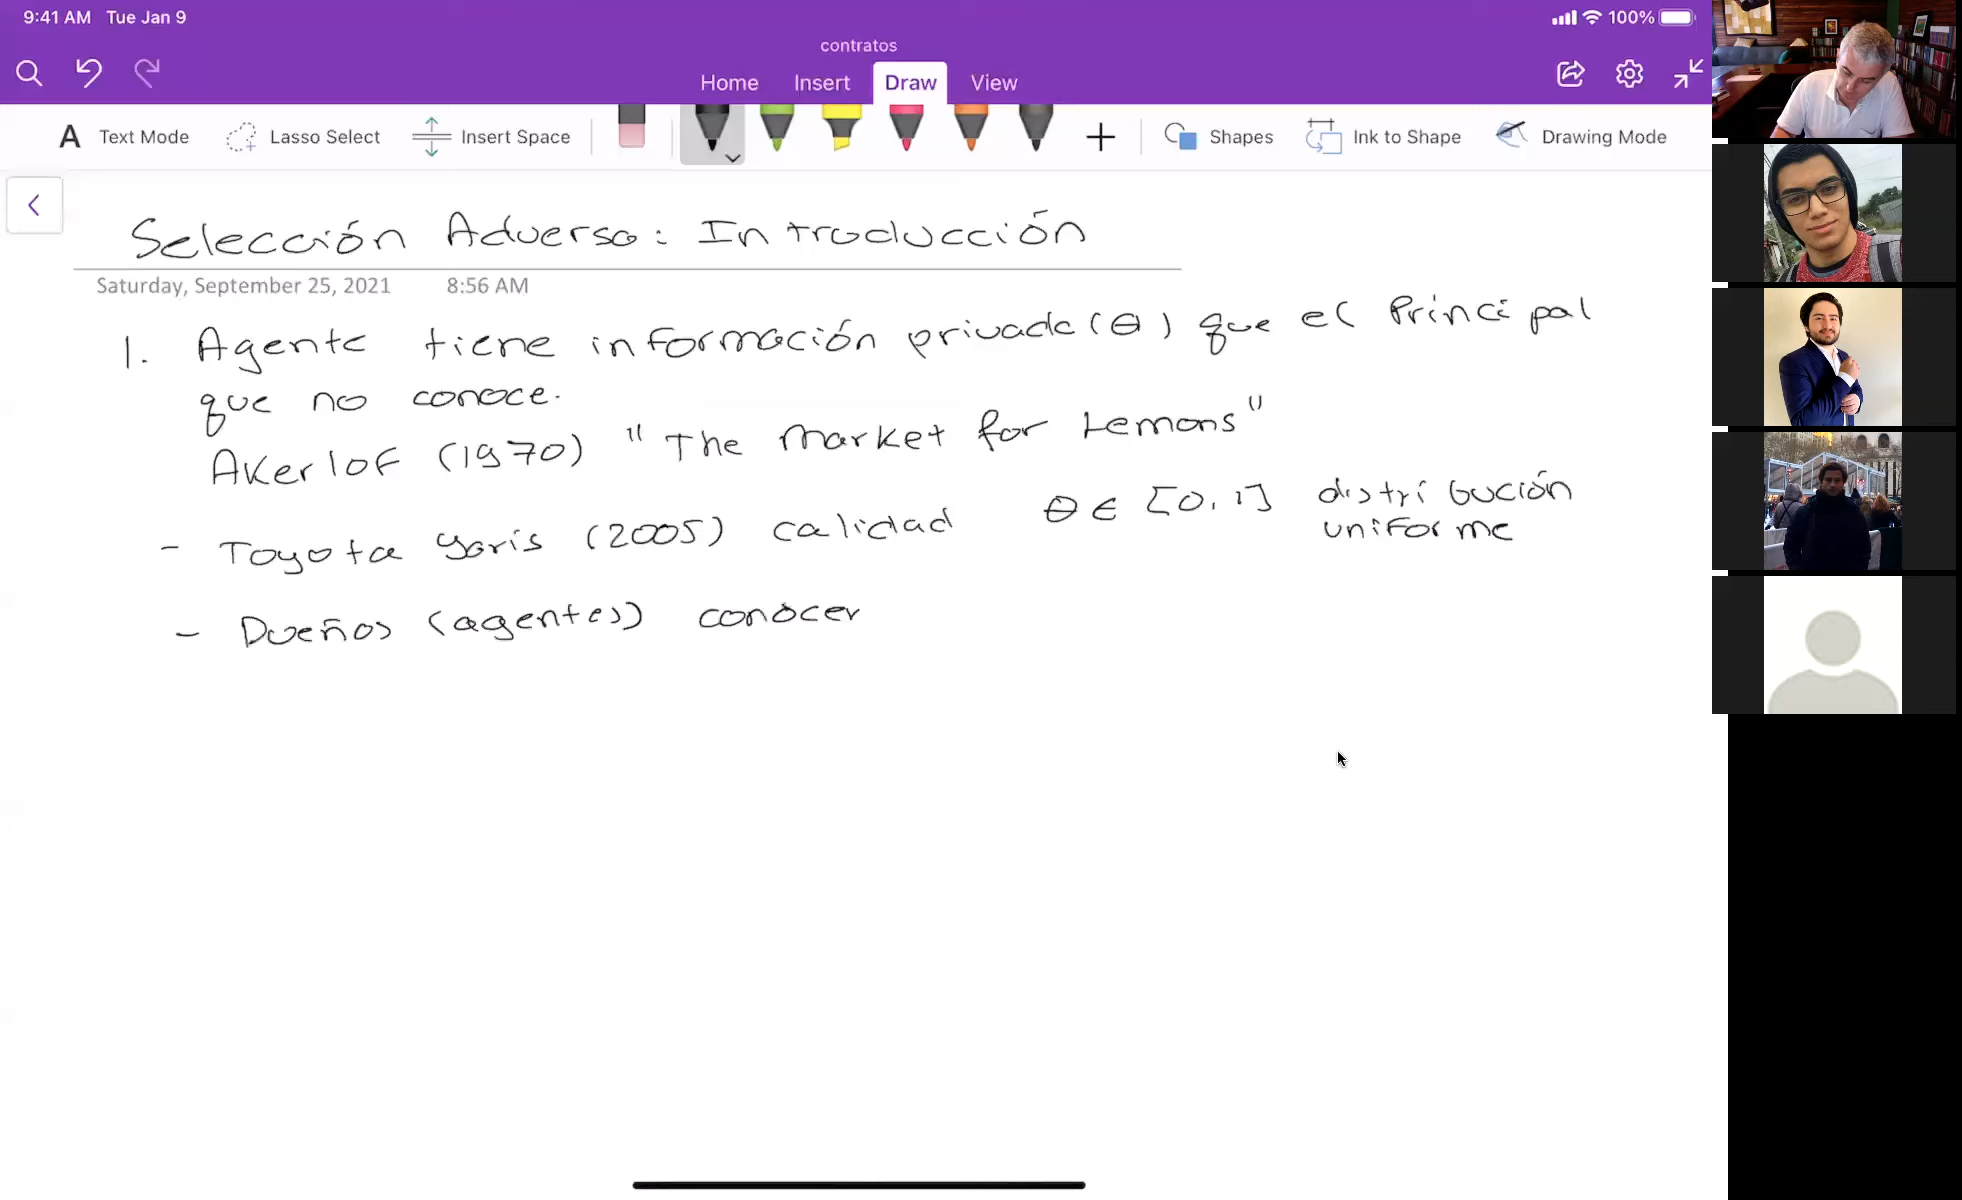 9:41 AM Tue Jan 9 100%
contratos
Home Insert Draw View
A Text Mode Lasso Select Insert Space Shapes Ink to Shape Drawing Mode
Selección Adversa: Introducción
Saturday, September 25, 2021 8:56 AM
1. Agente tiene información privada (θ) que el Principal
que no conoce.
Akerlof (1970) "The Market for Lemons"
- Toyota Yaris (2005) calidad θ ∈ [0, 1] distribución
uniforme
- Dueños (agentes)) conocer